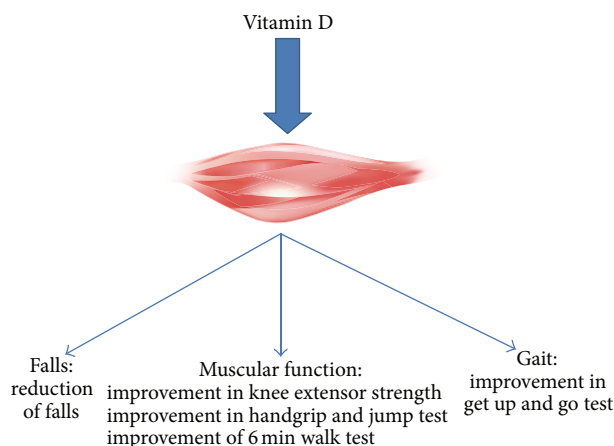 Vitamin D
Falls:
reduction
of falls
Muscular function:
improvement in knee extensor strength
improvement in handgrip and jump test
improvement of 6 min walk test
Gait:
improvement in
get up and go test